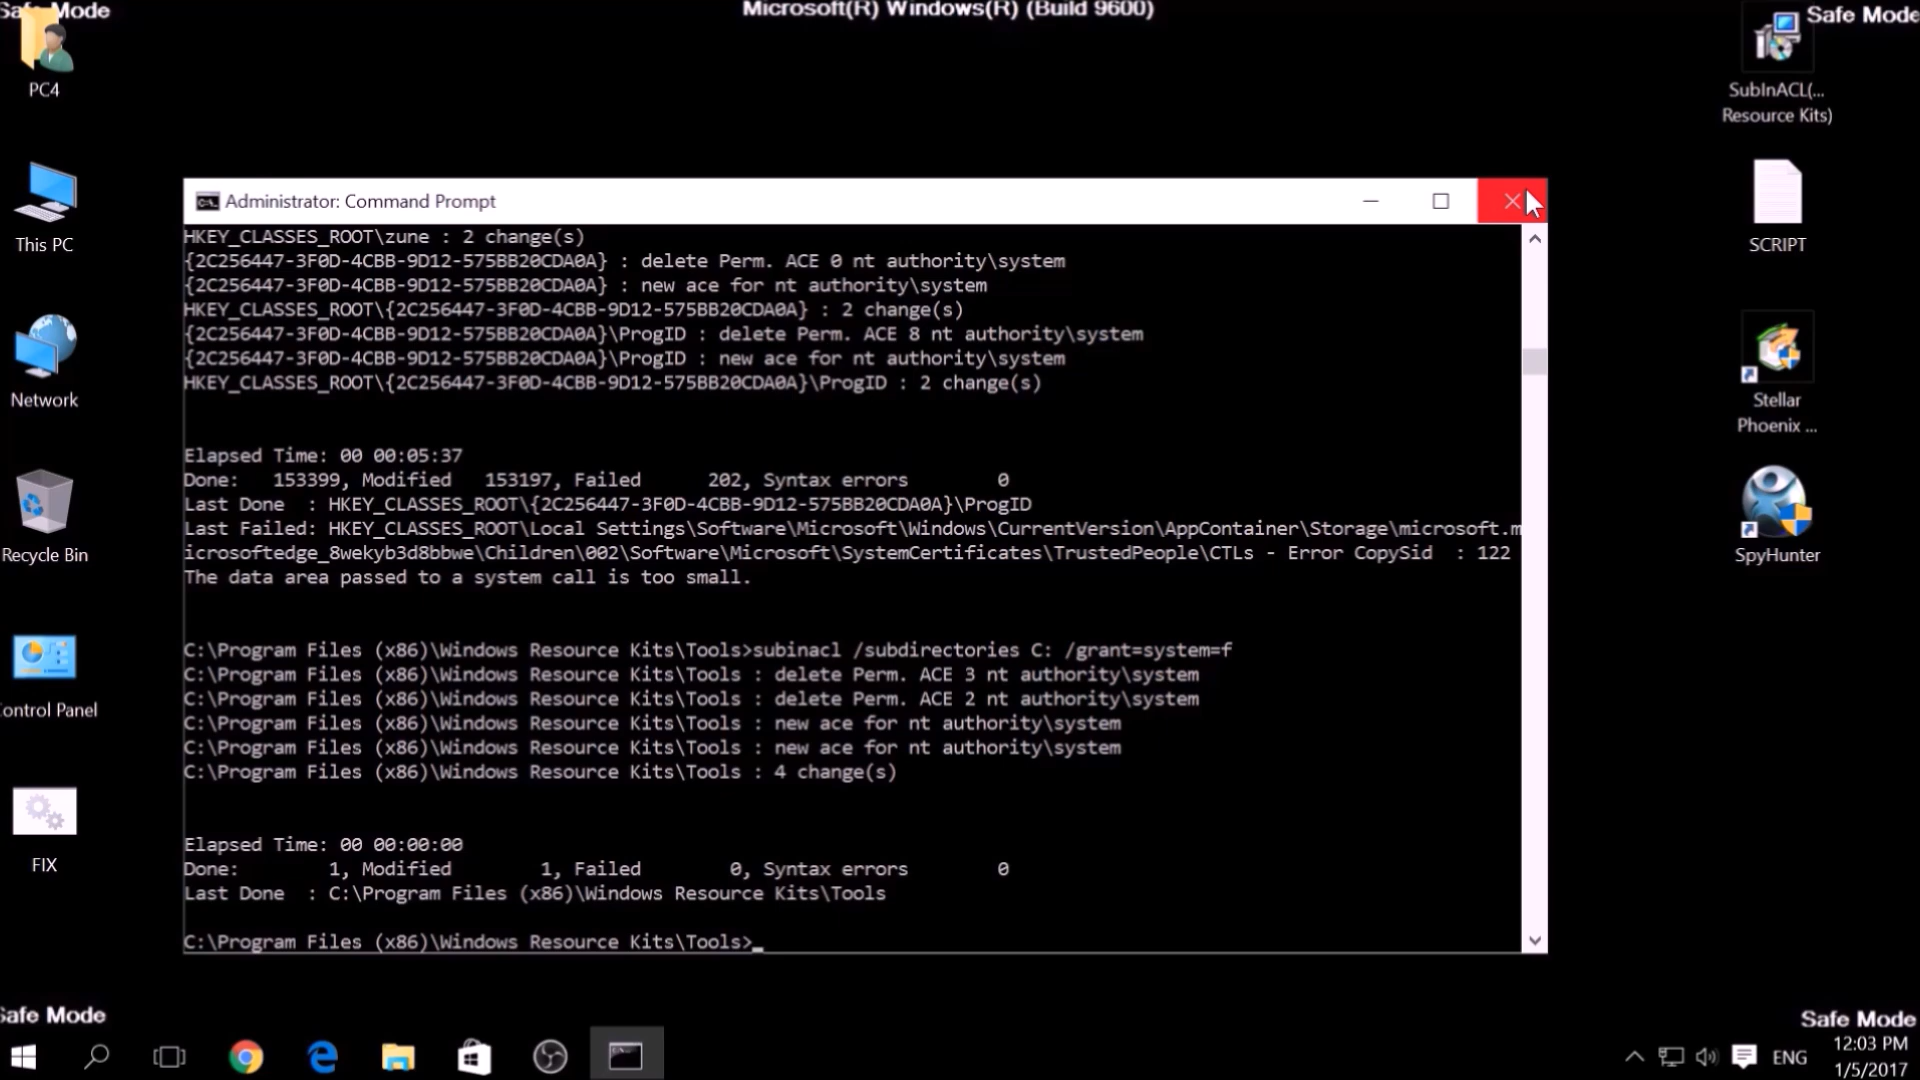 Safe Mode
Microsoft(R) Windows(R) (Build 9600)
Safe Mode
PC4
This PC
Network
Recycle Bin
Control Panel
FIX
SubInACL(...
Resource Kits)
SCRIPT
Stellar
Phoenix ...
SpyHunter
Administrator: Command Prompt
HKEY_CLASSES_ROOT\zune : 2 change(s)
{2C256447-3F0D-4CBB-9D12-575BB20CDA0A} : delete Perm. ACE 0 nt authority\system
{2C256447-3F0D-4CBB-9D12-575BB20CDA0A} : new ace for nt authority\system
HKEY_CLASSES_ROOT\{2C256447-3F0D-4CBB-9D12-575BB20CDA0A} : 2 change(s)
{2C256447-3F0D-4CBB-9D12-575BB20CDA0A}\ProgID : delete Perm. ACE 8 nt authority\system
{2C256447-3F0D-4CBB-9D12-575BB20CDA0A}\ProgID : new ace for nt authority\system
HKEY_CLASSES_ROOT\{2C256447-3F0D-4CBB-9D12-575BB20CDA0A}\ProgID : 2 change(s)
Elapsed Time: 00 00:05:37
Done:   153399, Modified   153197, Failed      202, Syntax errors        0
Last Done  : HKEY_CLASSES_ROOT\{2C256447-3F0D-4CBB-9D12-575BB20CDA0A}\ProgID
Last Failed: HKEY_CLASSES_ROOT\Local Settings\Software\Microsoft\Windows\CurrentVersion\AppContainer\Storage\microsoft.m
icrosoftedge_8wekyb3d8bbwe\Children\002\Software\Microsoft\SystemCertificates\TrustedPeople\CTLs - Error CopySid  : 122
The data area passed to a system call is too small.
C:\Program Files (x86)\Windows Resource Kits\Tools>subinacl /subdirectories C: /grant=system=f
C:\Program Files (x86)\Windows Resource Kits\Tools : delete Perm. ACE 3 nt authority\system
C:\Program Files (x86)\Windows Resource Kits\Tools : delete Perm. ACE 2 nt authority\system
C:\Program Files (x86)\Windows Resource Kits\Tools : new ace for nt authority\system
C:\Program Files (x86)\Windows Resource Kits\Tools : new ace for nt authority\system
C:\Program Files (x86)\Windows Resource Kits\Tools : 4 change(s)
Elapsed Time: 00 00:00:00
Done:        1, Modified        1, Failed        0, Syntax errors        0
Last Done  : C:\Program Files (x86)\Windows Resource Kits\Tools
C:\Program Files (x86)\Windows Resource Kits\Tools>_
Safe Mode
Safe Mode
ENG
12:03 PM
1/5/2017